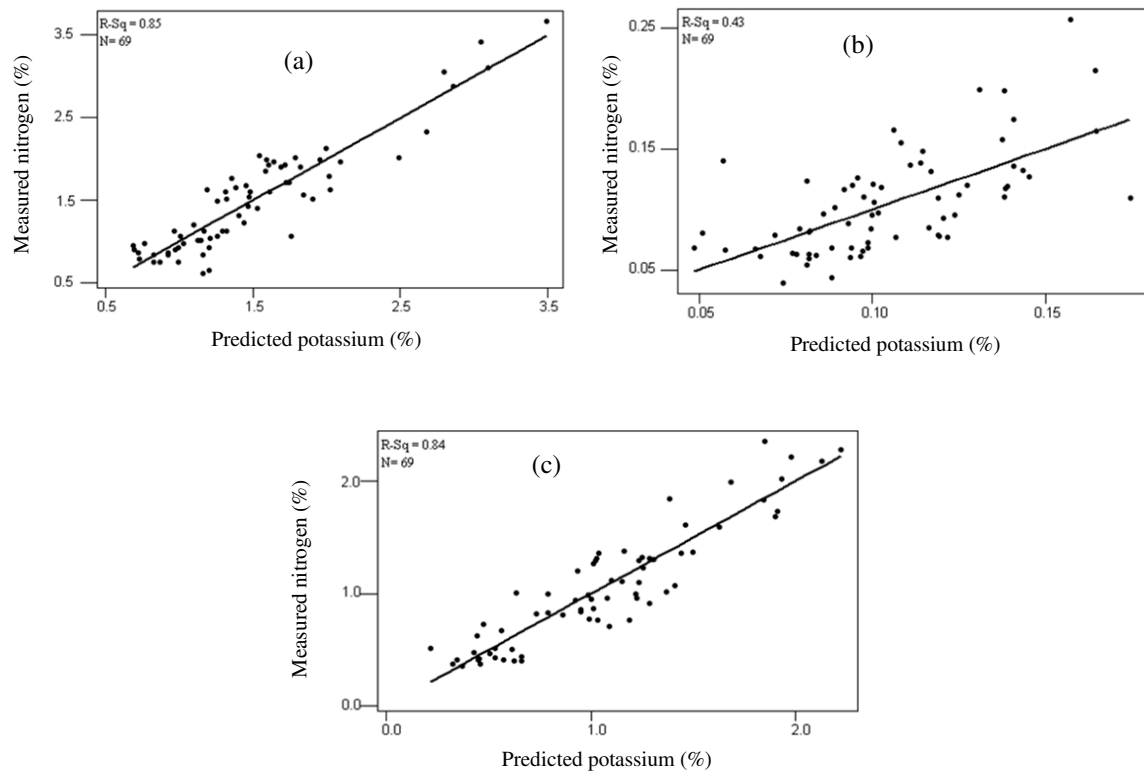 R-Sq = 0.85
N= 69
(a)
Measured nitrogen (%)
3.5
2.5
1.5
0.5
0.5 1.5 2.5 3.5
Predicted potassium (%)
R-Sq = 0.43
N= 69
(b)
Measured nitrogen (%)
0.25
0.15
0.05
0.05 0.10 0.15
Predicted potassium (%)
R-Sq = 0.84
N= 69
(c)
Measured nitrogen (%)
2.0
1.0
0.0
0.0 1.0 2.0
Predicted potassium (%)